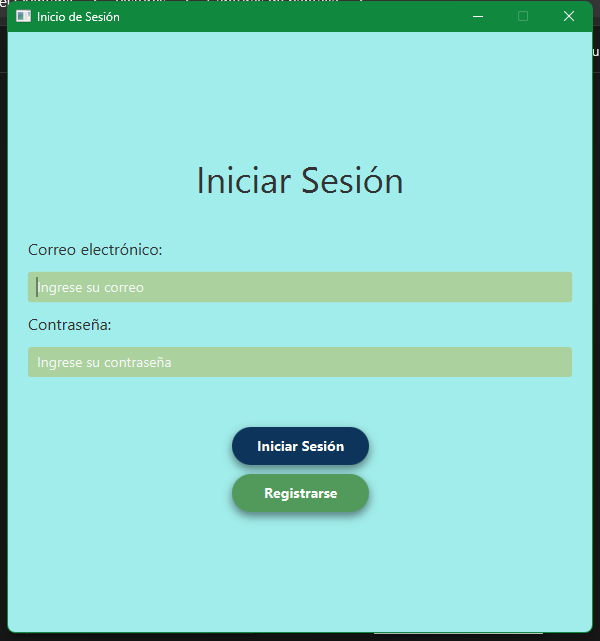 Inicio de Sesión
Iniciar Sesión
Correo electrónico:
Ingrese su correo
Contraseña:
Ingrese su contraseña
Iniciar Sesión
Registrarse